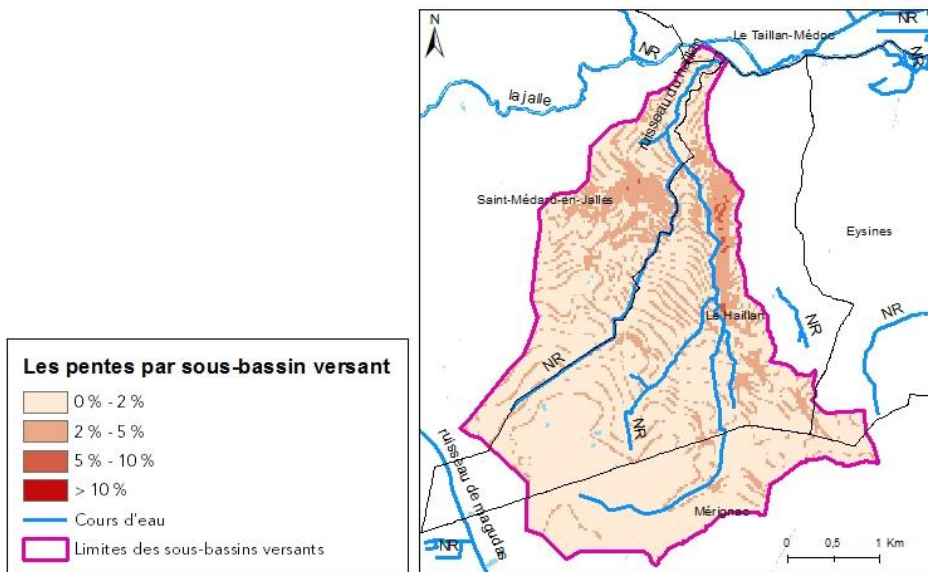 N
NR
Le Taillan-Médoc
NR
NR
la jalle
ruisseau du haillan
Saint-Médard-en-Jalles
Eysines
Le Haillan
NR
NR
NR
NR
ruisseau de magudas
Mérignac
NR
0 0,5 1 Km
Les pentes par sous-bassin versant
0 % - 2 %
2 % - 5 %
5 % - 10 %
> 10 %
Cours d'eau
Limites des sous-bassins versants